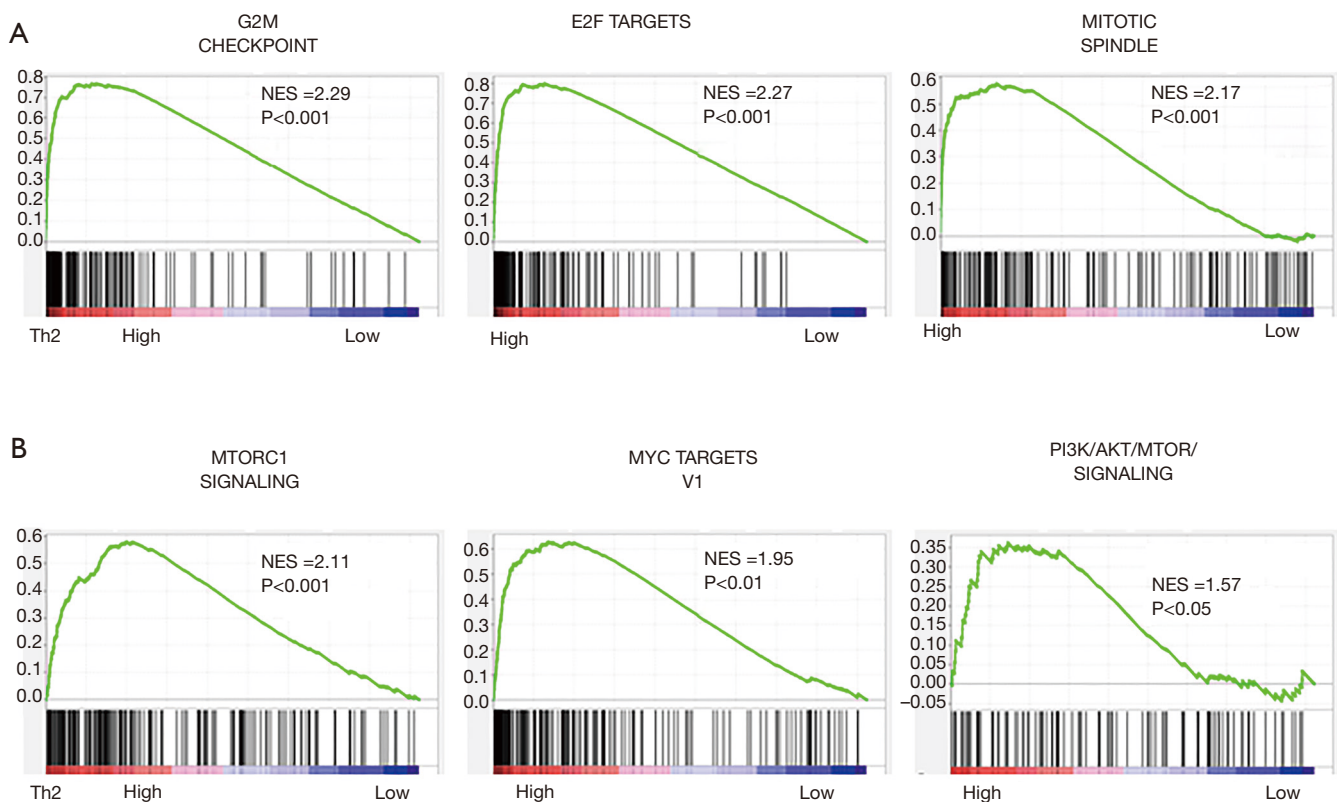 A
G2M
CHECKPOINT
E2F TARGETS
MITOTIC
SPINDLE
0.8
0.7
0.6
0.5
0.4
0.3
0.2
0.1
0.0
NES =2.29
P<0.001
Th2
High
Low
0.8
0.7
0.6
0.5
0.4
0.3
0.2
0.1
0.0
NES =2.27
P<0.001
High
Low
0.6
0.5
0.4
0.3
0.2
0.1
0.0
NES =2.17
P<0.001
High
Low
B
MTORC1
SIGNALING
MYC TARGETS
V1
PI3K/AKT/MTOR/
SIGNALING
0.6
0.5
0.4
0.3
0.2
0.1
0.0
NES =2.11
P<0.001
Th2
High
Low
0.6
0.5
0.4
0.3
0.2
0.1
0.0
NES =1.95
P<0.01
High
Low
0.35
0.30
0.25
0.20
0.15
0.10
0.05
0.00
−0.05
NES =1.57
P<0.05
High
Low